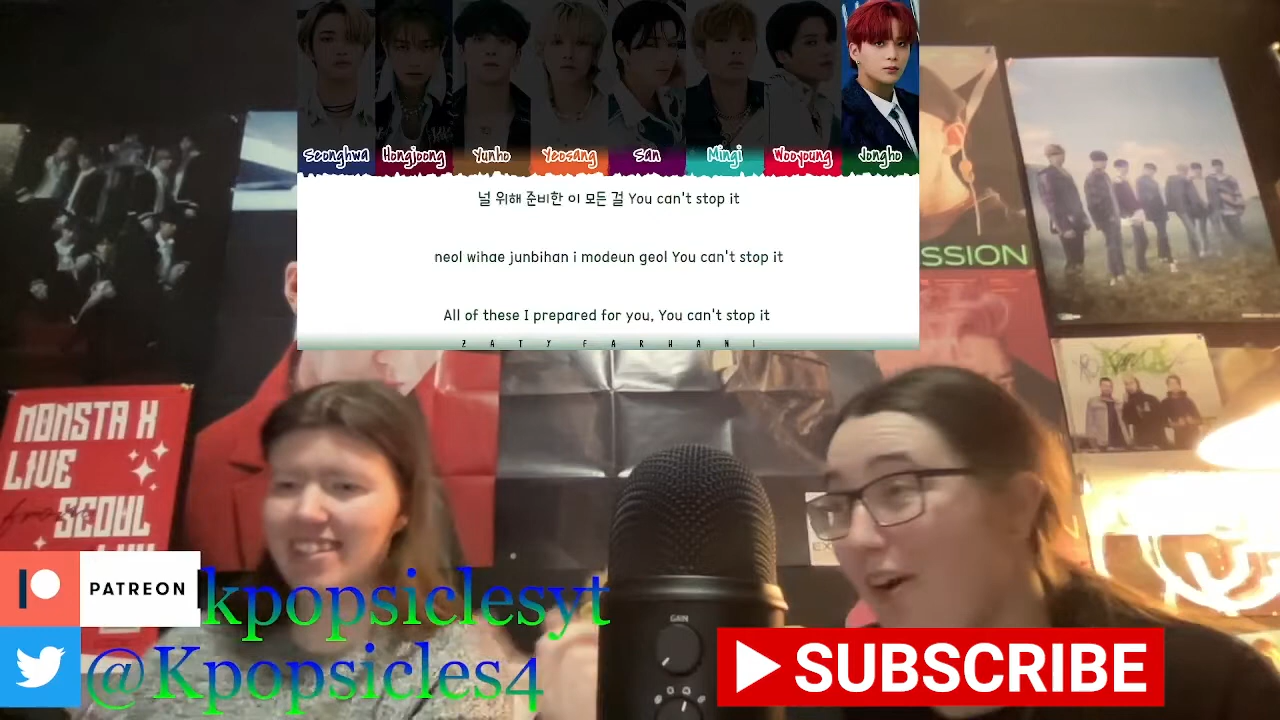 Seonghwa Hongjoong Yunho Yeosang San Mingi Wooyoung Jongho
널 위해 준비한 이 모든 걸 You can't stop it
neol wihae junbihan i modeun geol You can't stop it
All of these I prepared for you, You can't stop it
ZATY FARHANI
SSION
MONSTA X
LIVE
SEOUL
PATREON
kpopsiclesyt
@Kpopsicles4
GAIN
SUBSCRIBE